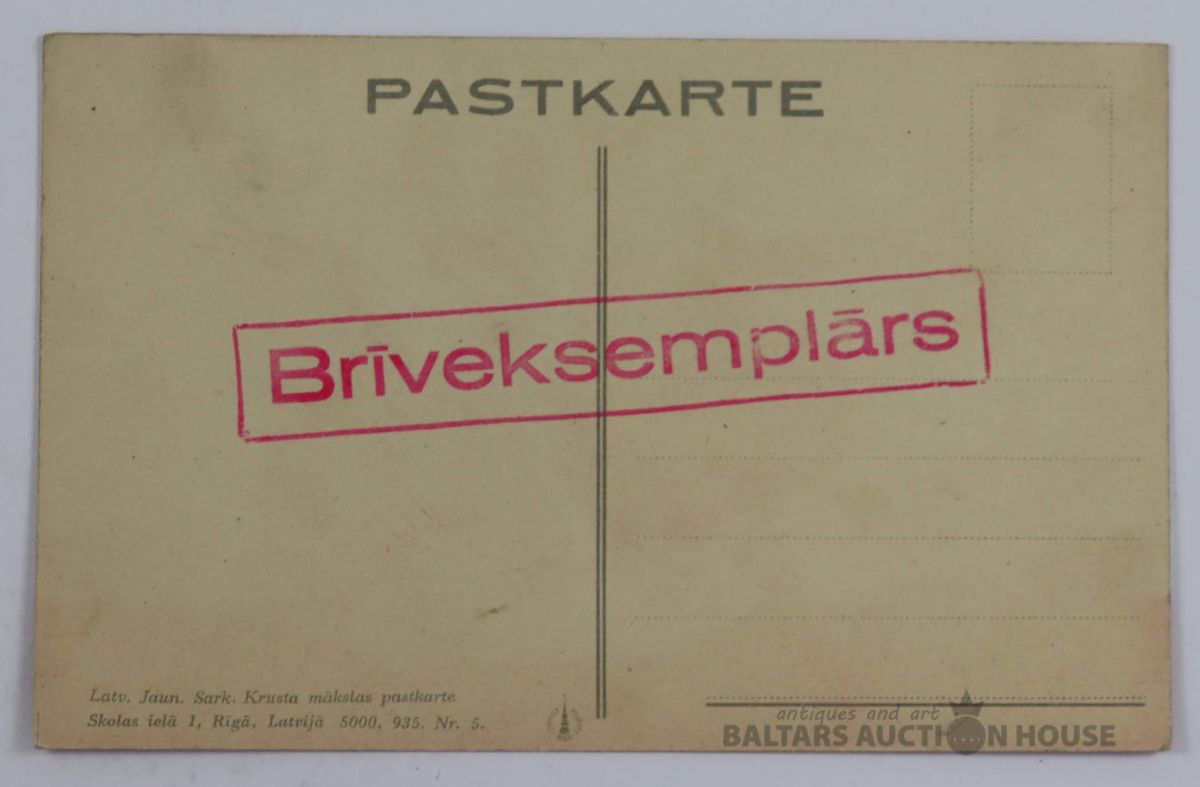 PASTKARTE
Brīveksemplārs
Latv. Jaun. Sark. Krusta mākslas pastkarte
Skolas ielā 1, Rīgā, Latvijā 5000, 935. Nr. 5.
antiques and art
BALTARS AUCTION HOUSE